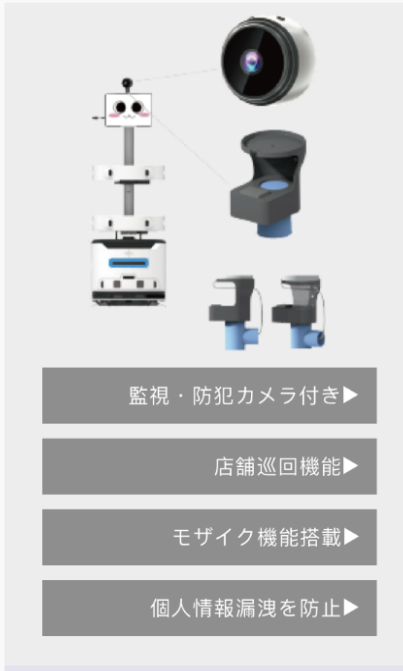 監視・防犯カメラ付き▶
店舗巡回機能▶
モザイク機能搭載▶
個人情報漏洩を防止▶